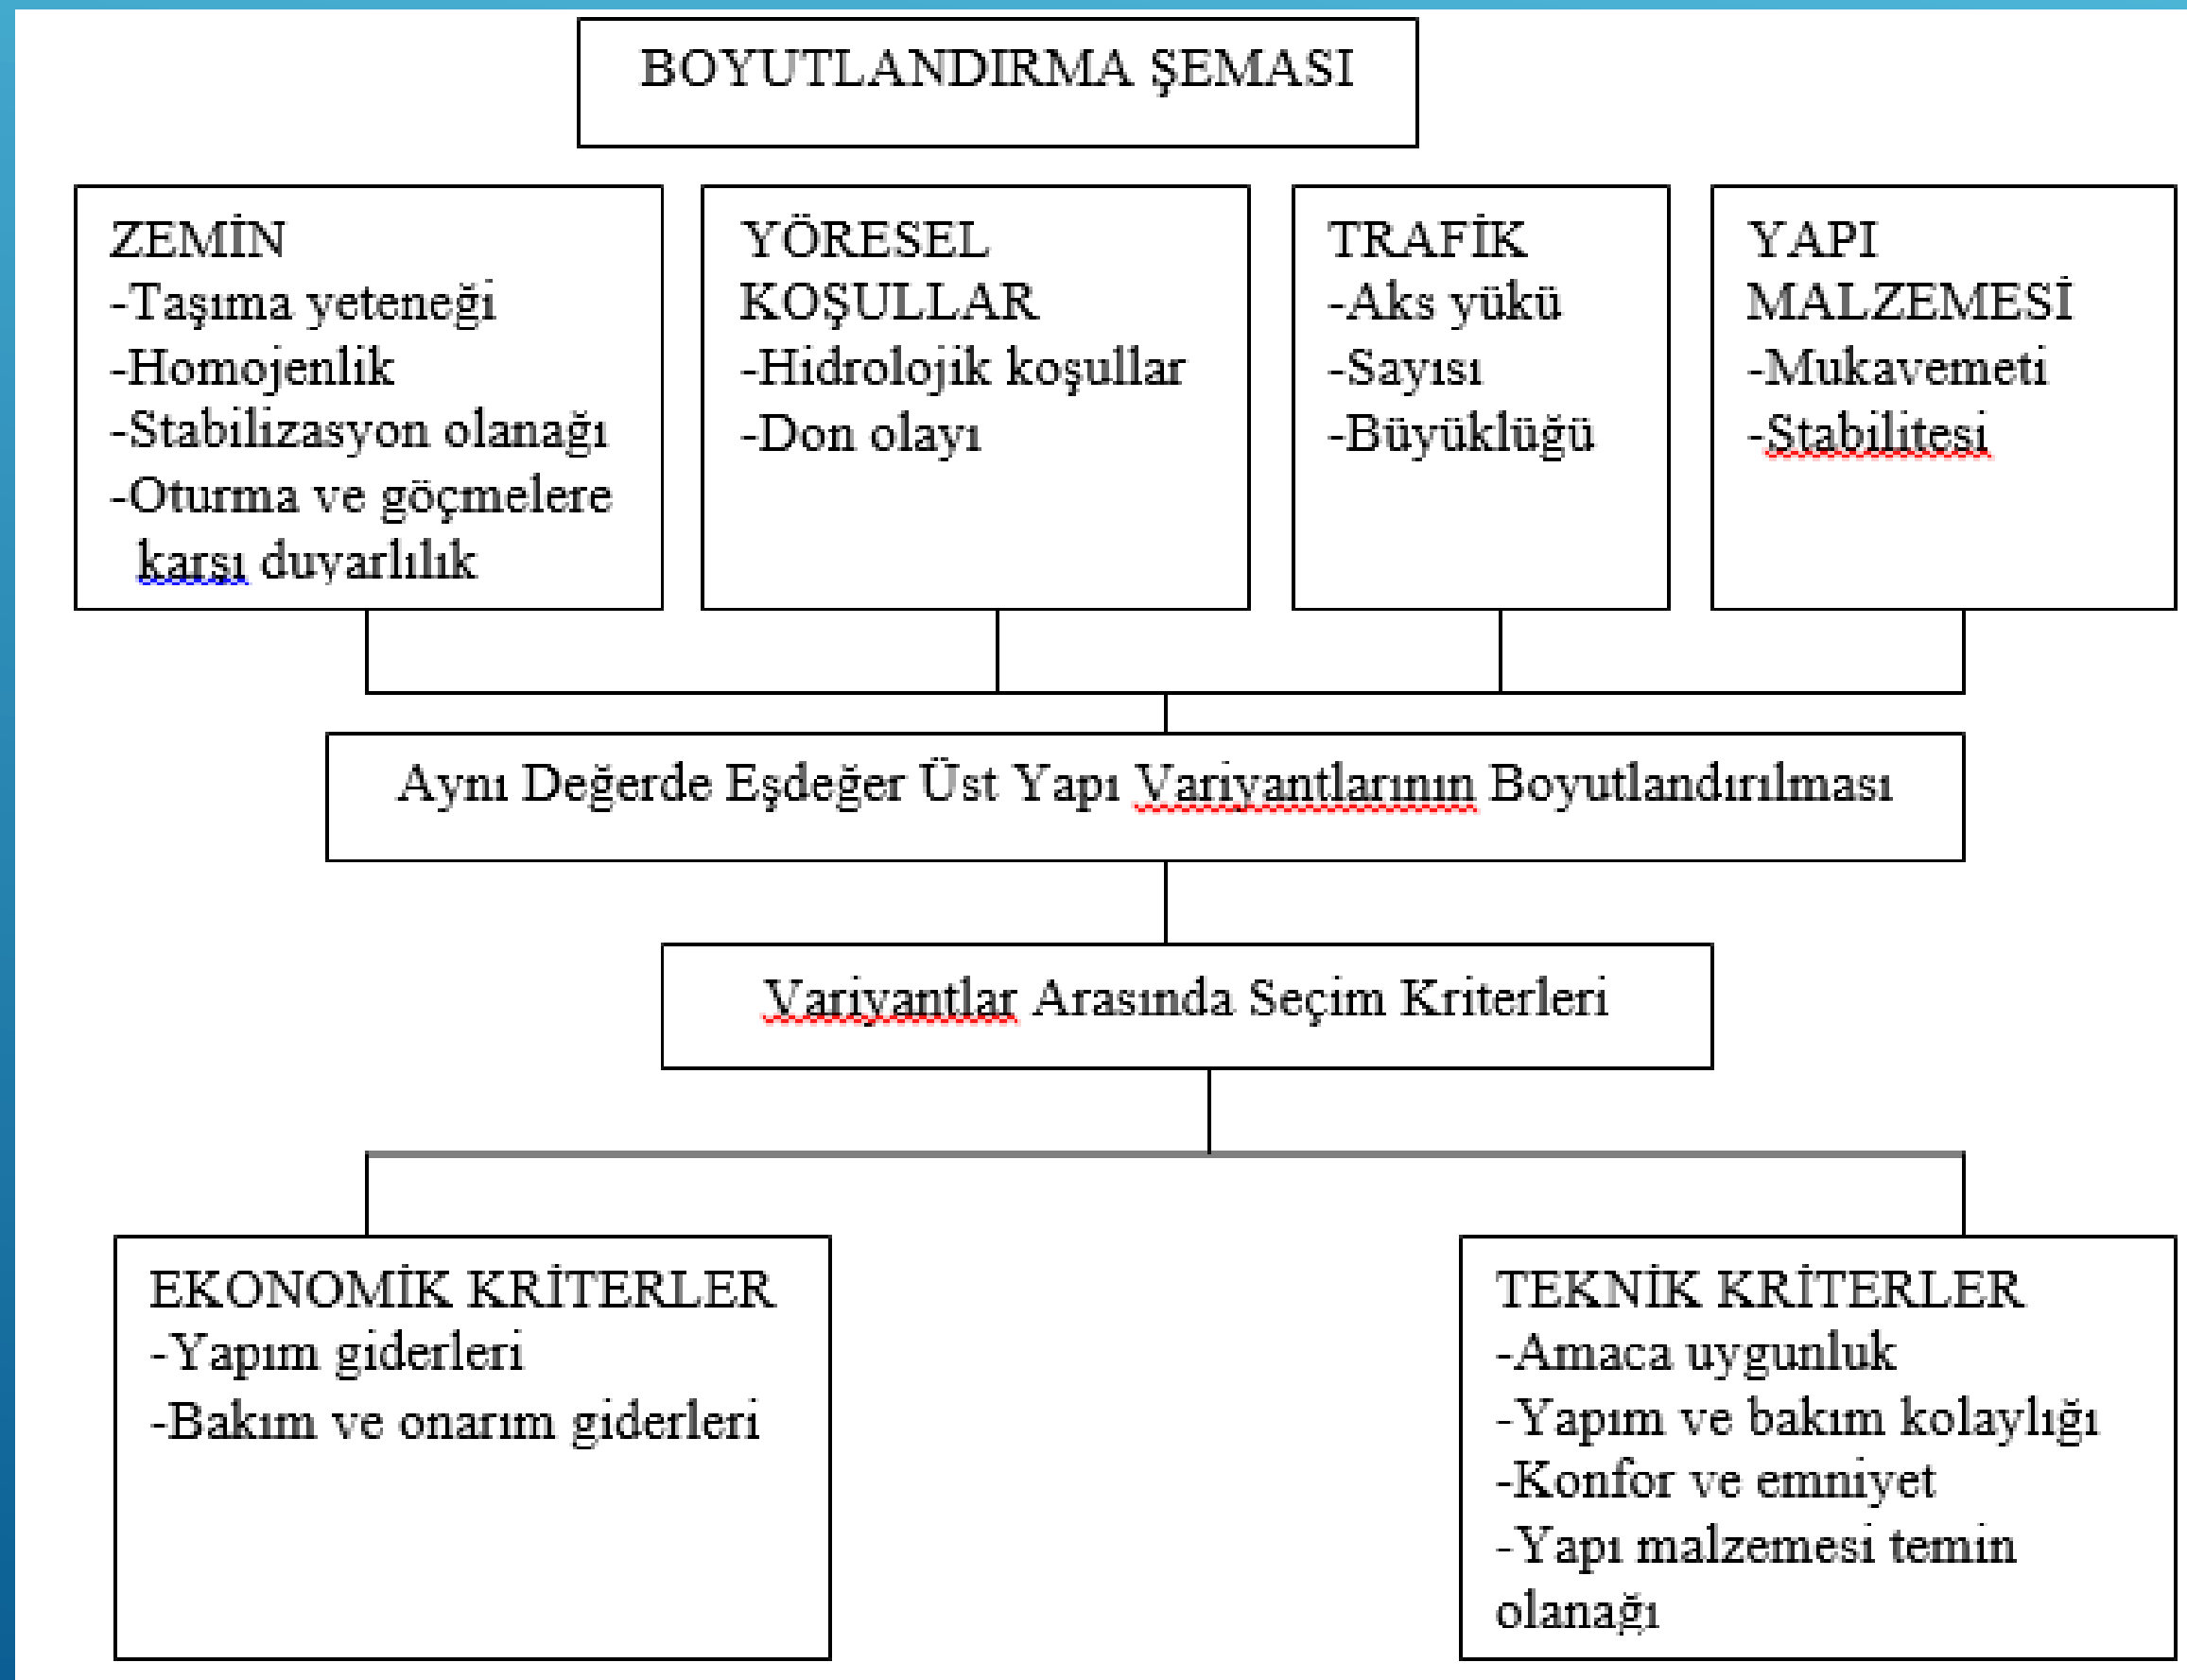 BOYUTLANDIRMA ŞEMASI
ZEMİN
-Taşıma yeteneği
-Homojenlik
-Stabilizasyon olanağı
-Oturma ve göçmelere
karşı duyarlılık
YÖRESEL
KOŞULLAR
-Hidrolojik koşullar
-Don olayı
TRAFİK
-Aks yükü
-Sayısı
-Büyüklüğü
YAPI
MALZEMESİ
-Mukavemeti
-Stabilitesi
Aynı Değerde Eşdeğer Üst Yapı Variyantlarının Boyutlandırılması
Variyantlar Arasında Seçim Kriterleri
EKONOMİK KRİTERLER
-Yapım giderleri
-Bakım ve onarım giderleri
TEKNİK KRİTERLER
-Amaca uygunluk
-Yapım ve bakım kolaylığı
-Konfor ve emniyet
-Yapı malzemesi temin
olanağı